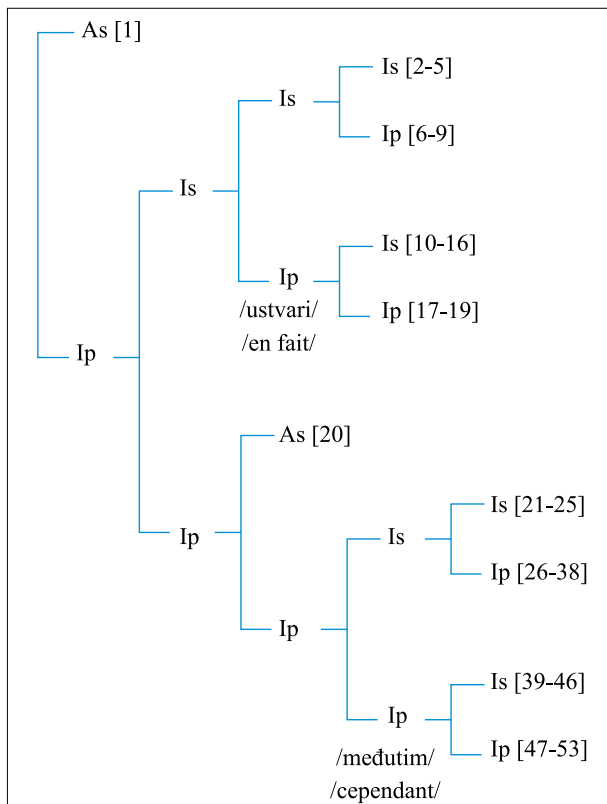 As [1]
Is [2-5]
Is
Ip [6-9]
Is
Is [10-16]
Ip
/ustvari/
/en fait/
Ip [17-19]
Ip
As [20]
Is [21-25]
Is
Ip [26-38]
Ip
Ip
Is [39-46]
Ip
/međutim/
/cependant/
Ip [47-53]